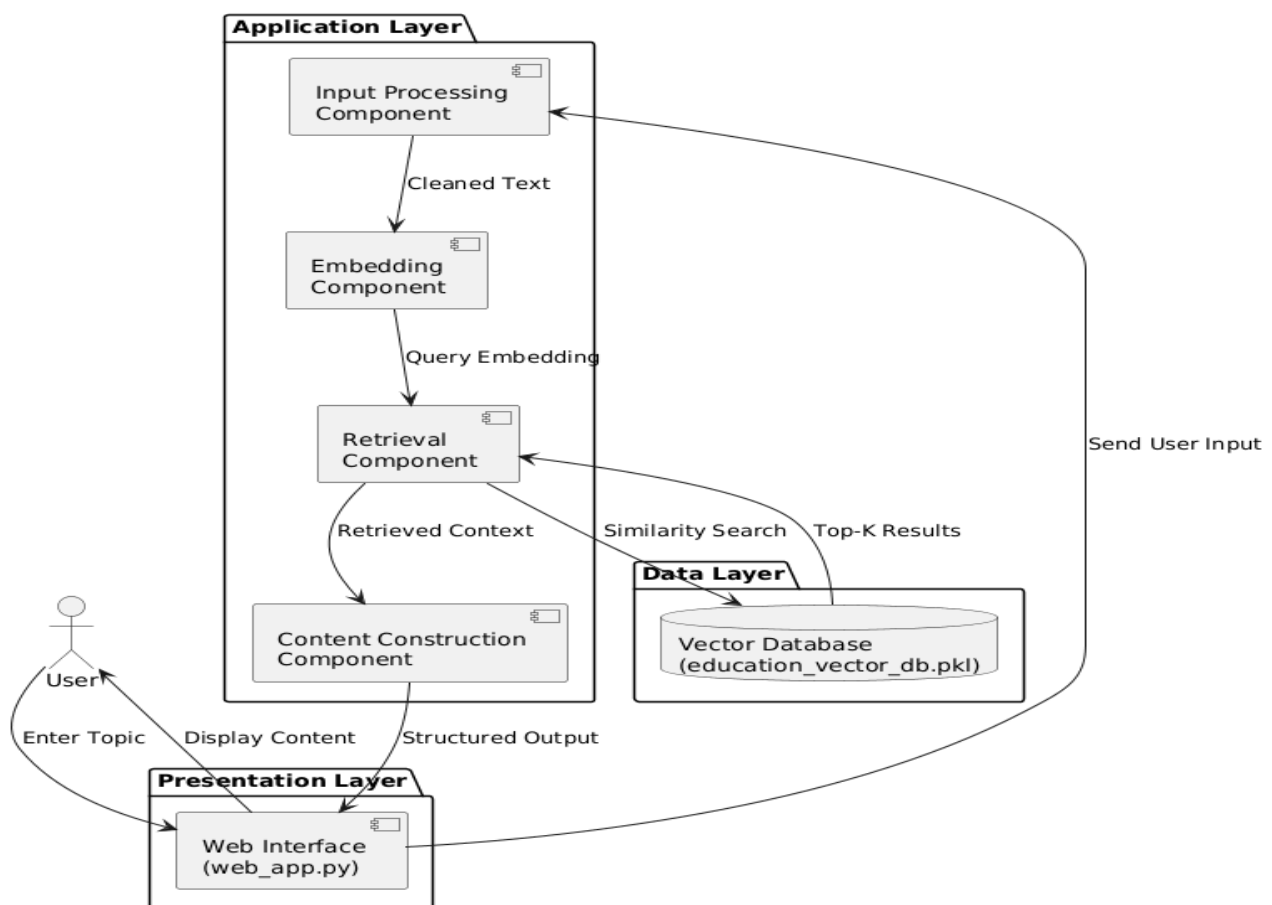 Application Layer
Input Processing
Component
Cleaned Text
Embedding
Component
Query Embedding
Retrieval
Component
Send User Input
Retrieved Context
Similarity Search
Top-K Results
Data Layer
Vector Database
(education_vector_db.pkl)
Content Construction
Component
User
Enter Topic
Display Content
Structured Output
Presentation Layer
Web Interface
(web_app.py)